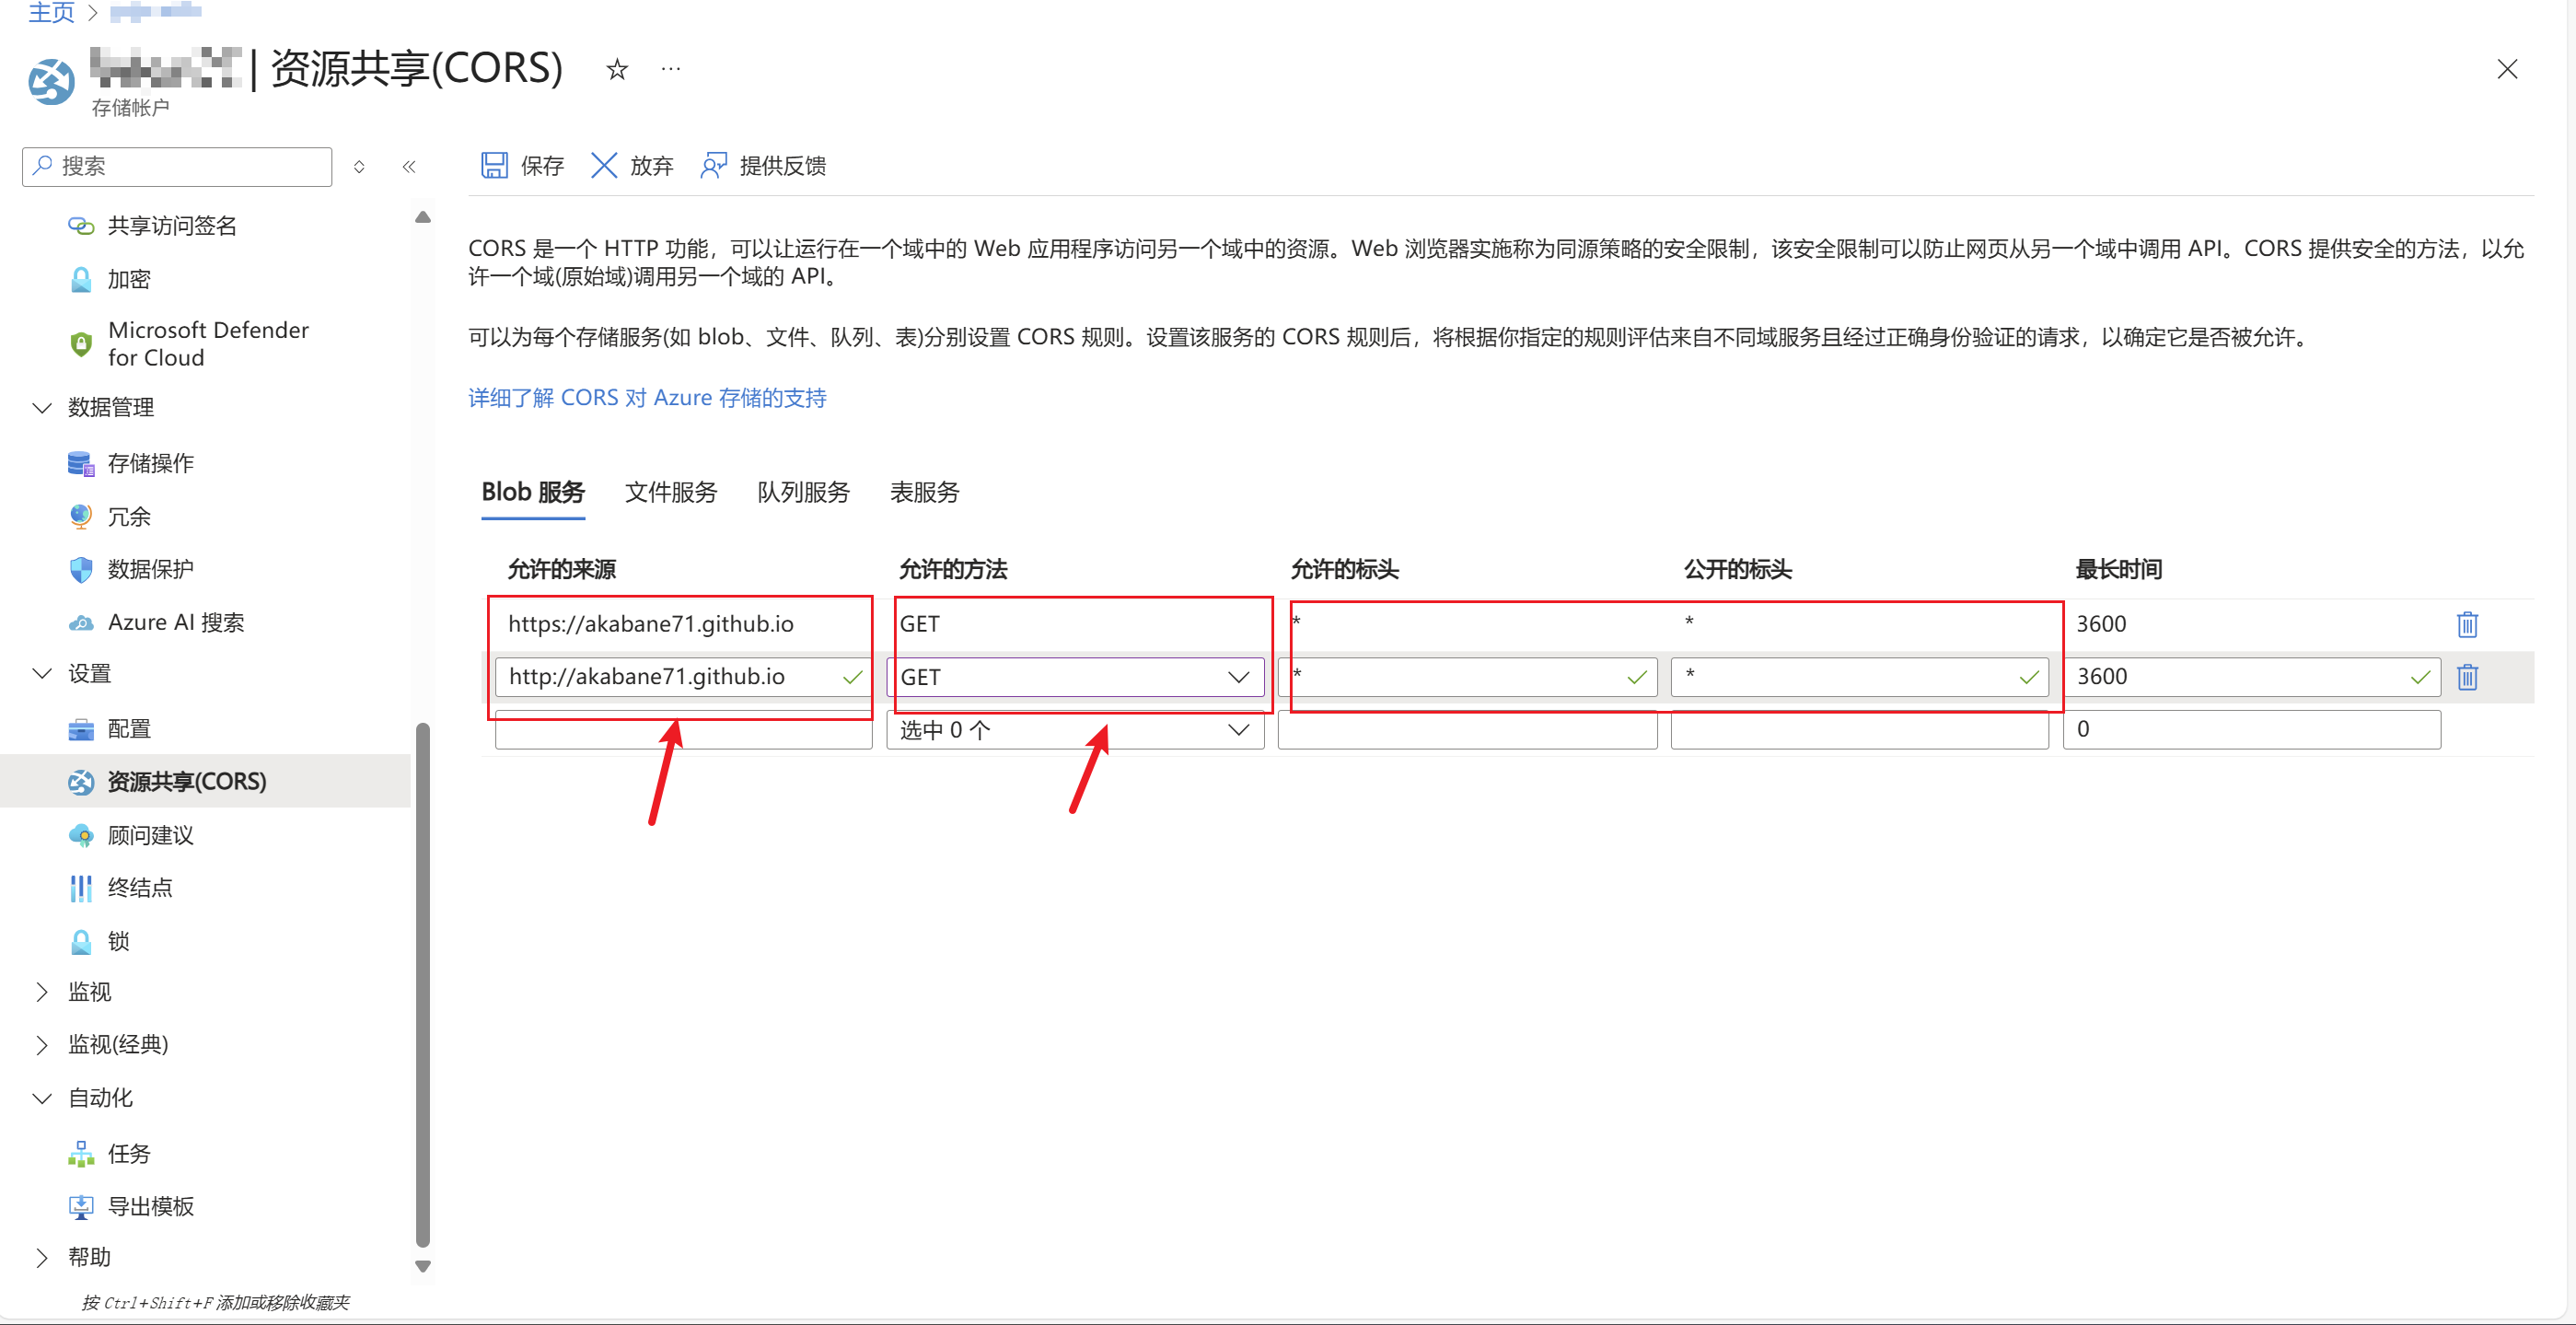 主页
| 资源共享(CORS)
存储帐户
搜索
保存 放弃 提供反馈
共享访问签名
加密
Microsoft Defender
for Cloud
数据管理
存储操作
冗余
数据保护
Azure AI 搜索
设置
配置
资源共享(CORS)
顾问建议
终结点
锁
监视
监视(经典)
自动化
任务
导出模板
帮助
按 Ctrl+Shift+F 添加或移除收藏夹
CORS 是一个 HTTP 功能，可以让运行在一个域中的 Web 应用程序访问另一个域中的资源。Web 浏览器实施称为同源策略的安全限制，该安全限制可以防止网页从另一个域中调用 API。CORS 提供安全的方法，以允
许一个域(原始域)调用另一个域的 API。
可以为每个存储服务(如 blob、文件、队列、表)分别设置 CORS 规则。设置该服务的 CORS 规则后，将根据你指定的规则评估来自不同域服务且经过正确身份验证的请求，以确定它是否被允许。
详细了解 CORS 对 Azure 存储的支持
Blob 服务 文件服务 队列服务 表服务
允许的来源 允许的方法 允许的标头 公开的标头 最长时间
https://akabane71.github.io GET * * 3600
http://akabane71.github.io GET * * 3600
选中 0 个 0